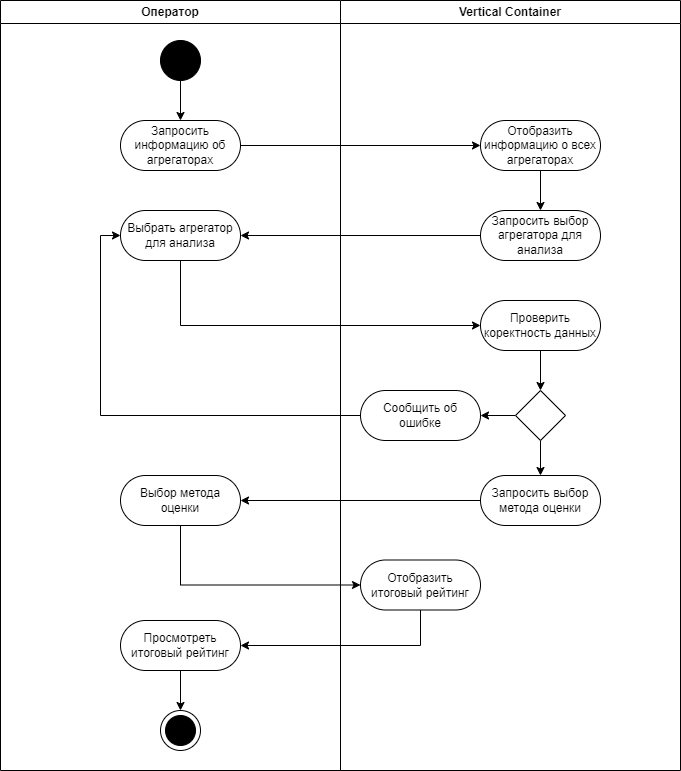 Оператор
Vertical Container
Запросить
информацию об
агрегаторах
Отобразить
информацию о всех
агрегаторах
Выбрать агрегатор
для анализа
Запросить выбор
агрегатора для
анализа
Проверить
коректность данных
Сообщить об
ошибке
Выбор метода
оценки
Запросить выбор
метода оценки
Отобразить
итоговый рейтинг
Просмотреть
итоговый рейтинг